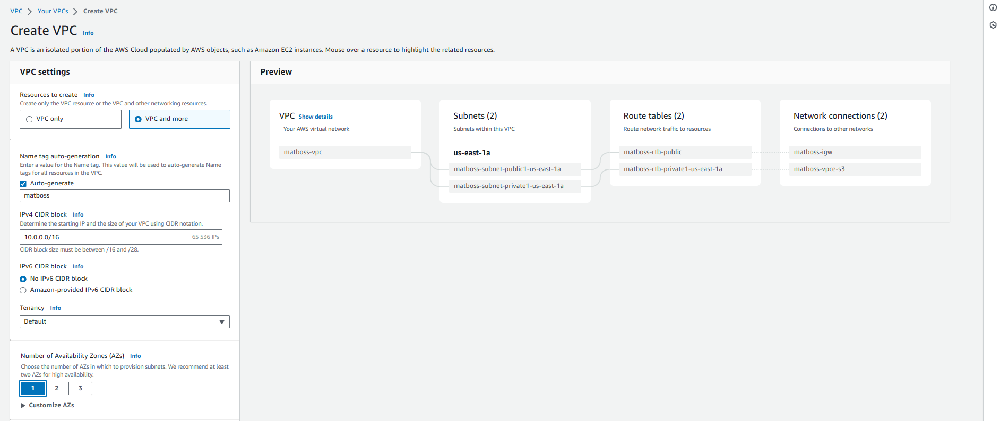 VPC > Your VPCs > Create VPC
Create VPC Info
A VPC is an isolated portion of the AWS Cloud populated by AWS objects, such as Amazon EC2 instances. Mouse over a resource to highlight the related resources.
VPC settings
Resources to create Info
Create only the VPC resource or the VPC and other networking resources.
VPC only
VPC and more
Name tag auto-generation Info
Enter a value for the Name tag. This value will be used to auto-generate Name
tags for all resources in the VPC.
Auto-generate
matboss
IPv4 CIDR block Info
Determine the starting IP and the size of your VPC using CIDR notation.
10.0.0.0/16 65 536 IPs
CIDR block size must be between /16 and /28.
IPv6 CIDR block Info
No IPv6 CIDR block
Amazon-provided IPv6 CIDR block
Tenancy Info
Default
Number of Availability Zones (AZs) Info
Choose the number of AZs in which to provision subnets. We recommend at least
two AZs for high availability.
1 2 3
Customize AZs
Preview
VPC Show details
Your AWS virtual network
matboss-vpc
Subnets (2)
Subnets within this VPC
us-east-1a
matboss-subnet-public1-us-east-1a
matboss-subnet-private1-us-east-1a
Route tables (2)
Route network traffic to resources
matboss-rtb-public
matboss-rtb-private1-us-east-1a
Network connections (2)
Connections to other networks
matboss-igw
matboss-vpce-s3